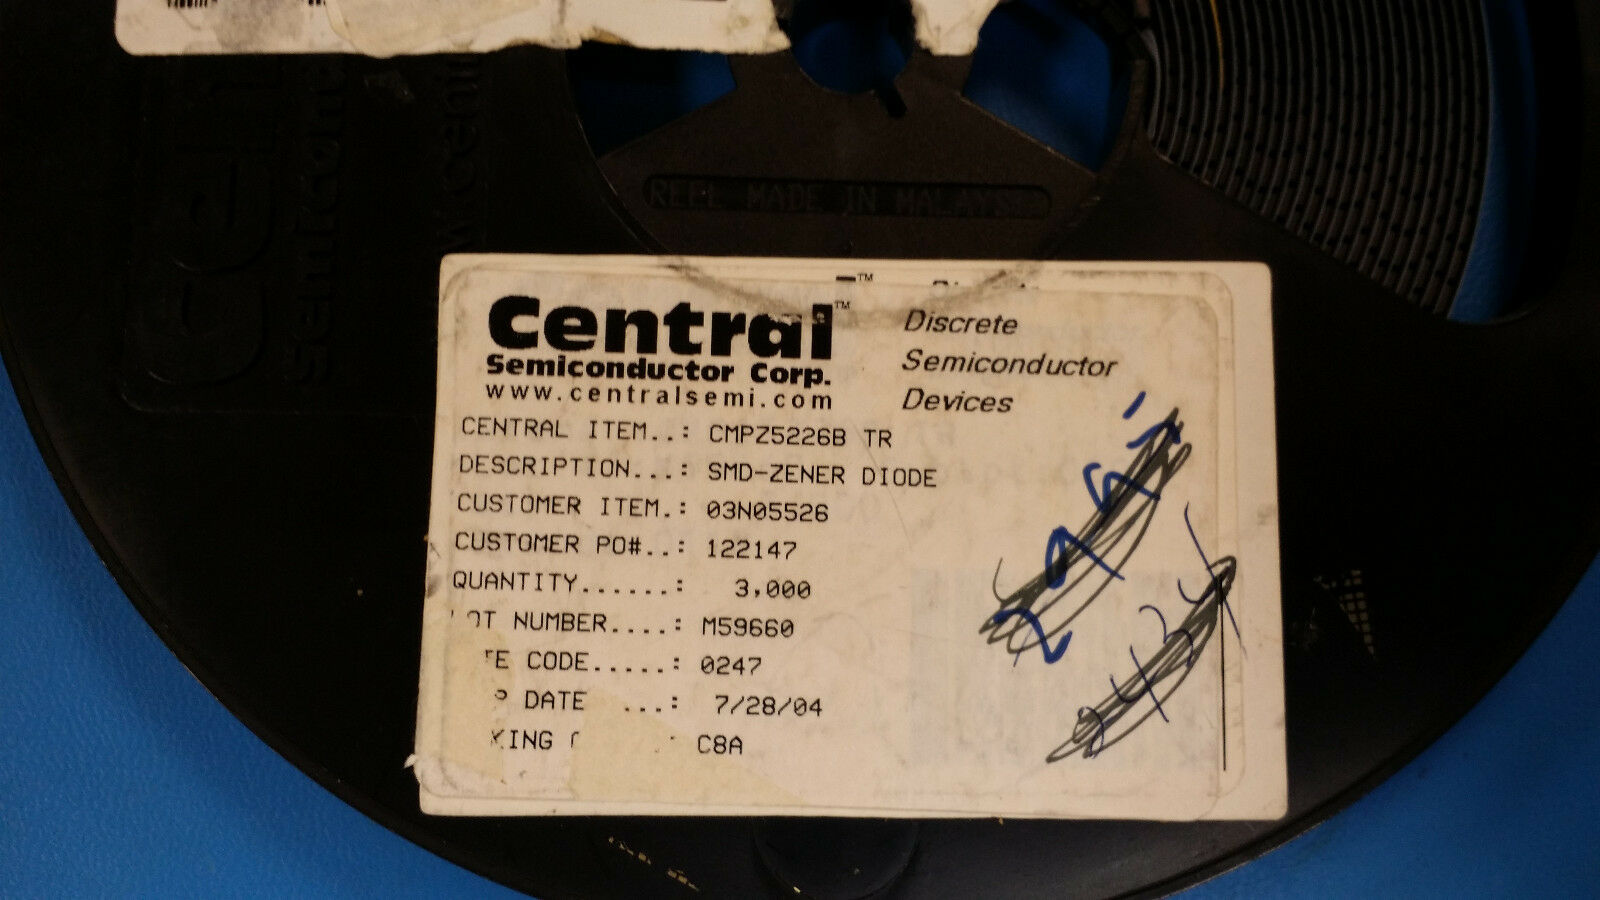 REEL MADE IN MALAYSIA
Central™
Semiconductor Corp.
www.centralsemi.com
Discrete
Semiconductor
Devices
CENTRAL ITEM..: CMPZ5226B TR
DESCRIPTION...: SMD-ZENER DIODE
CUSTOMER ITEM.: 03N05526
CUSTOMER PO#..: 122147
QUANTITY......: 3,000
OT NUMBER....: M59660
TE CODE.....: 0247
P DATE ...: 7/28/04
KING C8A